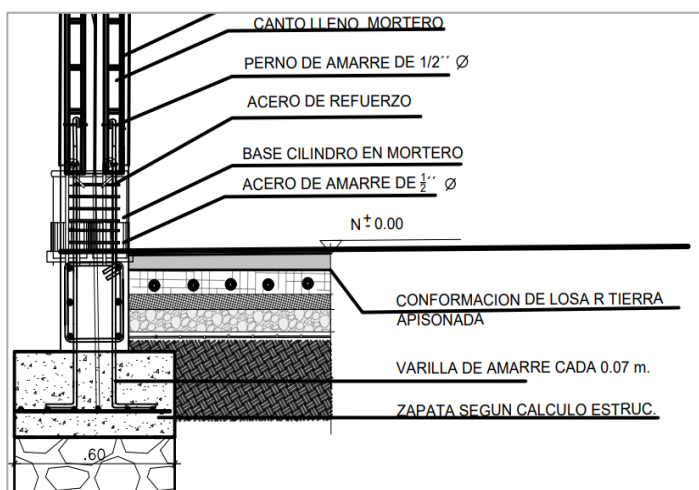 CANTO LLENO MORTERO
PERNO DE AMARRE DE 1/2´´ Ø
ACERO DE REFUERZO
BASE CILINDRO EN MORTERO
ACERO DE AMARRE DE 1/2´´ Ø
N ± 0.00
CONFORMACION DE LOSA R TIERRA
APISONADA
VARILLA DE AMARRE CADA 0.07 m.
ZAPATA SEGUN CALCULO ESTRUC.
.60